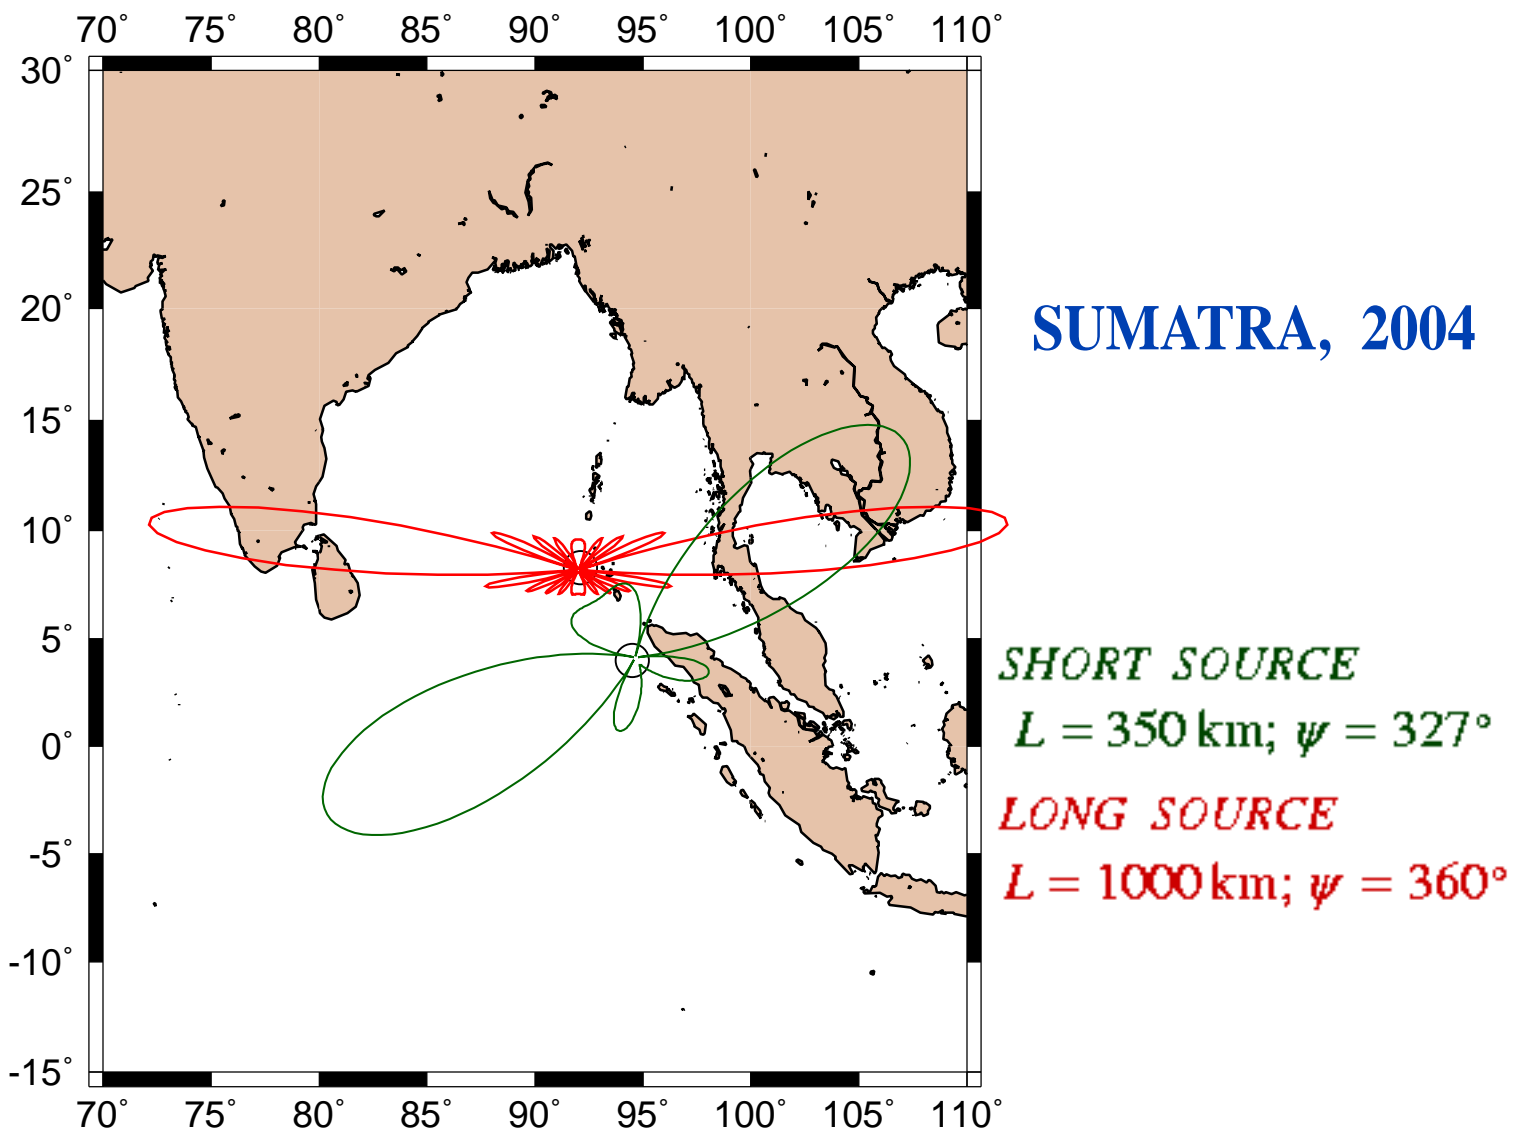 70° 75° 80° 85° 90° 95° 100° 105° 110°
30°
25°
20°
15°
10°
5°
0°
-5°
-10°
-15°
70° 75° 80° 85° 90° 95° 100° 105° 110°
SUMATRA, 2004
SHORT SOURCE
L = 350 km; ψ = 327°
LONG SOURCE
L = 1000 km; ψ = 360°